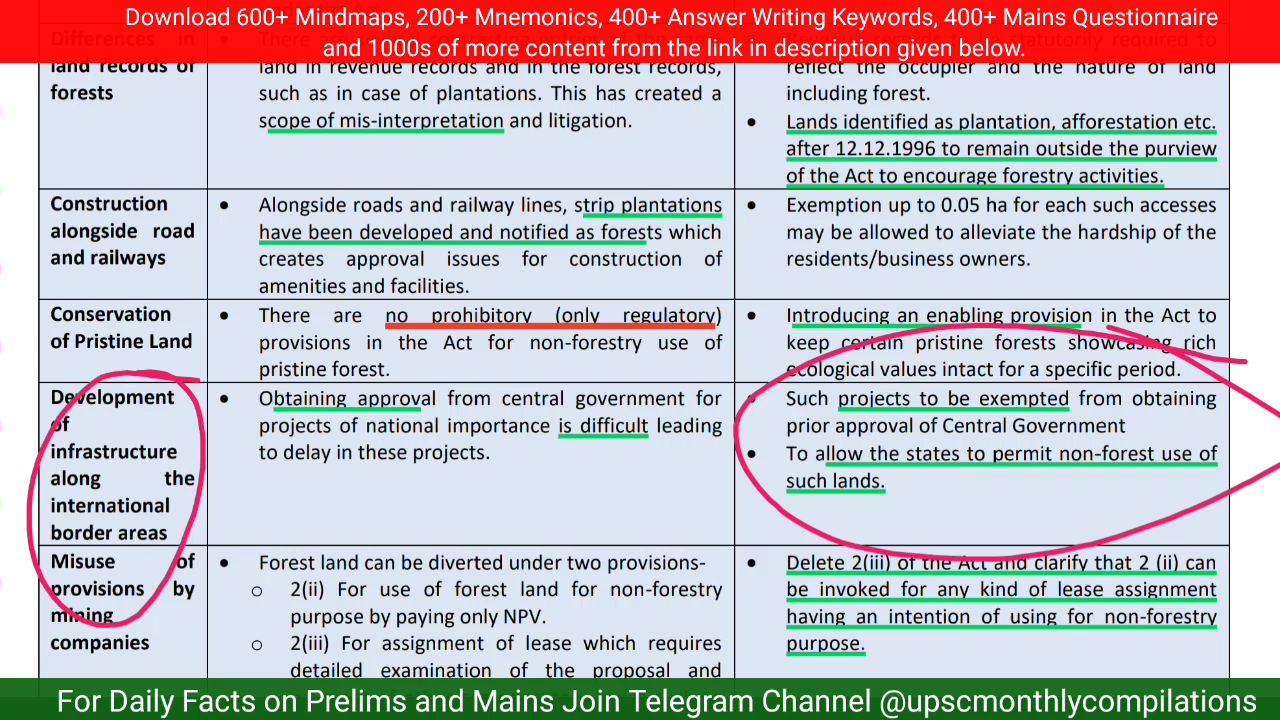 Download 600+ Mindmaps, 200+ Mnemonics, 400+ Answer Writing Keywords, 400+ Mains Questionnaire
and 1000s of more content from the link in description given below.
Differences in
land records of
forests
land in revenue records and in the forest records,
such as in case of plantations. This has created a
scope of mis-interpretation and litigation.
reflect the occupier and the nature of land
including forest.
• Lands identified as plantation, afforestation etc.
after 12.12.1996 to remain outside the purview
of the Act to encourage forestry activities.
Construction
alongside road
and railways
• Alongside roads and railway lines, strip plantations
have been developed and notified as forests which
creates approval issues for construction of
amenities and facilities.
• Exemption up to 0.05 ha for each such accesses
may be allowed to alleviate the hardship of the
residents/business owners.
Conservation
of Pristine Land
• There are no prohibitory (only regulatory)
provisions in the Act for non-forestry use of
pristine forest.
• Introducing an enabling provision in the Act to
keep certain pristine forests showcasing rich
ecological values intact for a specific period.
Development
of
infrastructure
along the
international
border areas
• Obtaining approval from central government for
projects of national importance is difficult leading
to delay in these projects.
• Such projects to be exempted from obtaining
prior approval of Central Government
• To allow the states to permit non-forest use of
such lands.
Misuse of
provisions by
mining
companies
• Forest land can be diverted under two provisions-
o 2(ii) For use of forest land for non-forestry
purpose by paying only NPV.
o 2(iii) For assignment of lease which requires
detailed examination of the proposal and
• Delete 2(iii) of the Act and clarify that 2 (ii) can
be invoked for any kind of lease assignment
having an intention of using for non-forestry
purpose.
For Daily Facts on Prelims and Mains Join Telegram Channel @upscmonthlycompilations